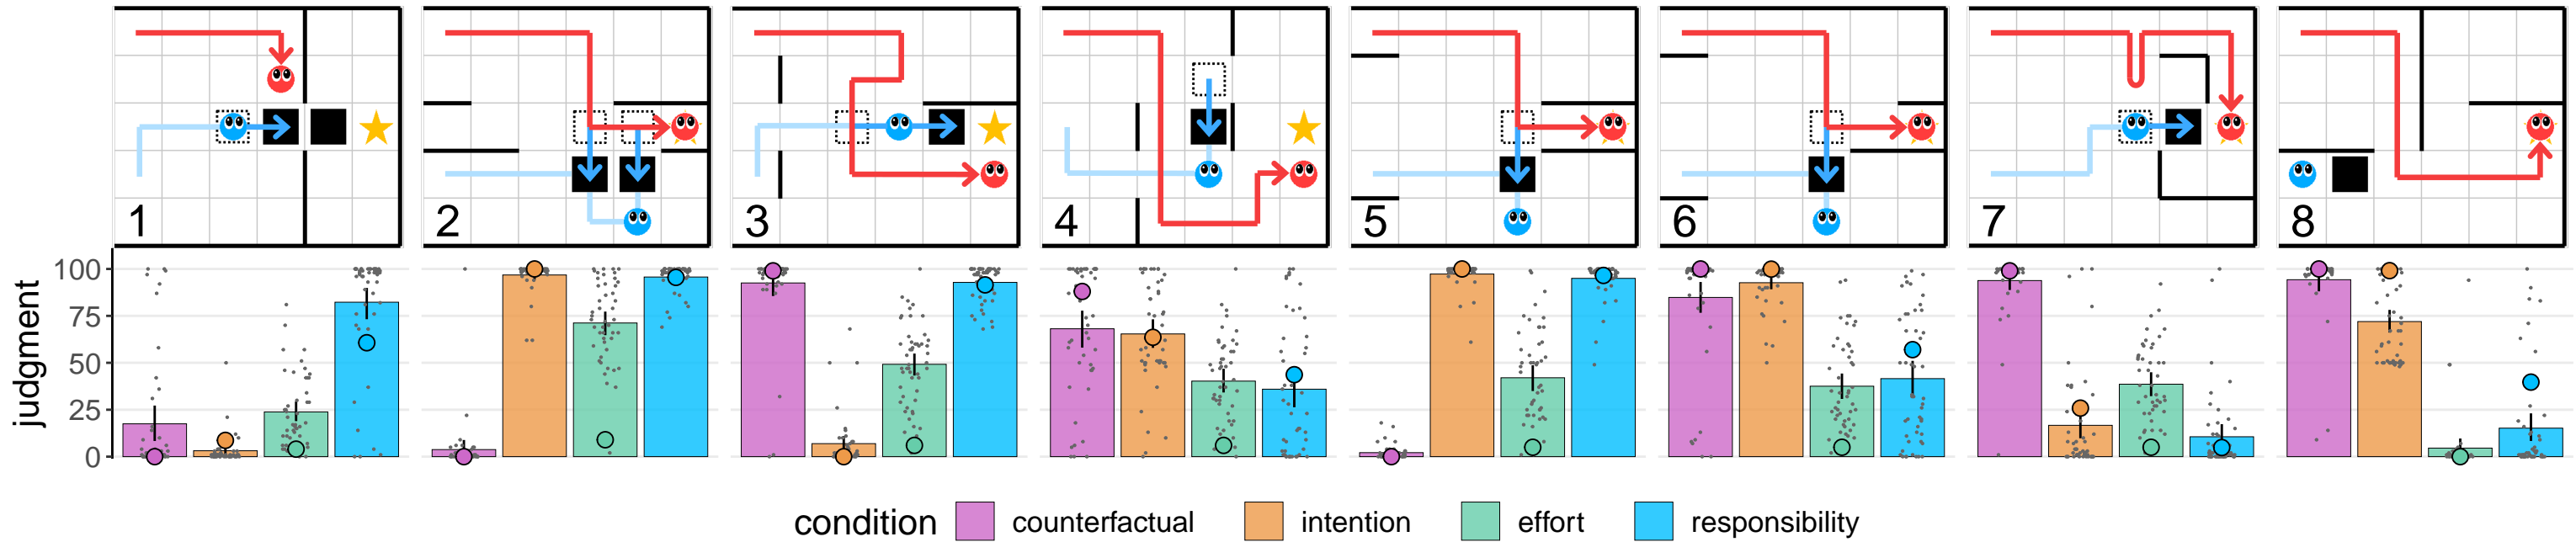 1 2 3 4 5 6 7 8
100
75
50
25
0
judgment
condition counterfactual intention effort responsibility